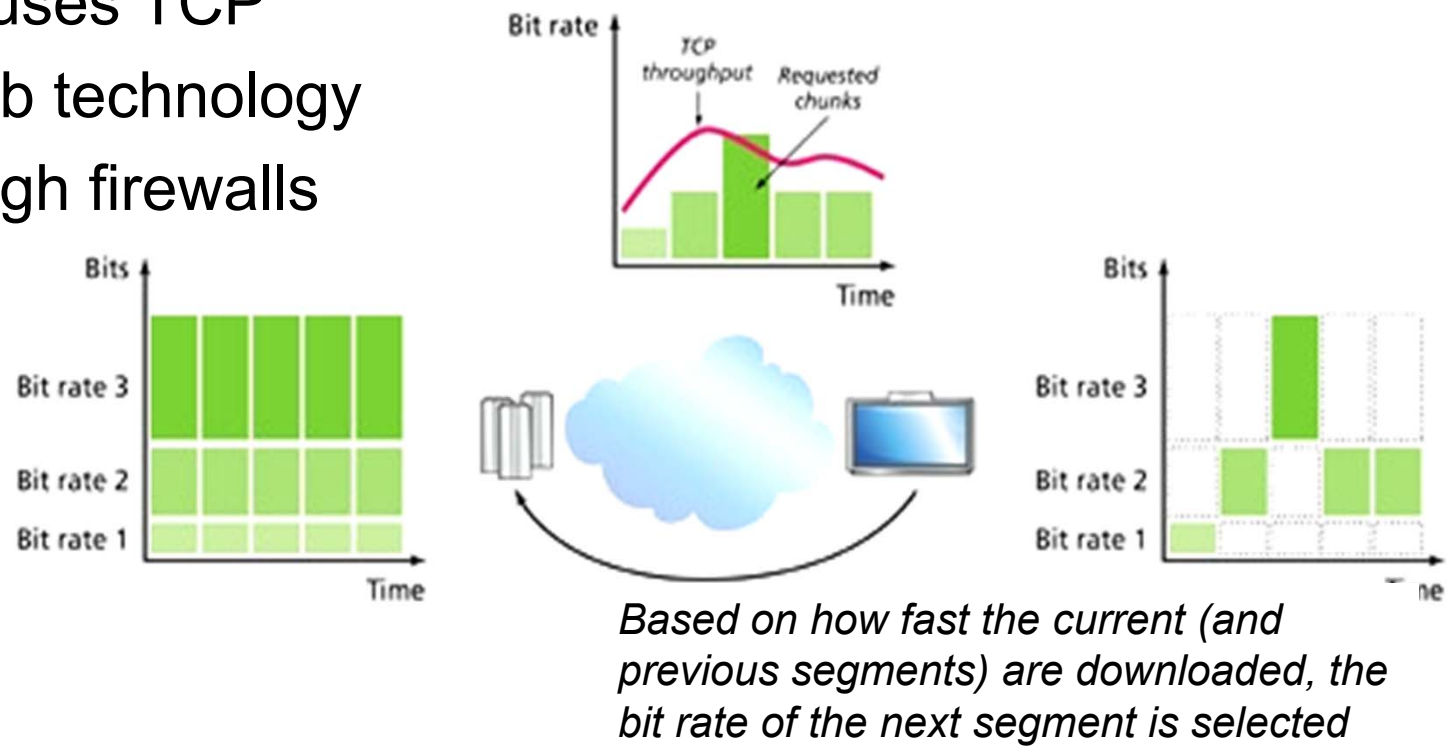 uses TCP
b technology
gh firewalls
Bit rate
TCP
throughput
Requested
chunks
Time
Bits
Bit rate 3
Bit rate 2
Bit rate 1
Time
Bits
Bit rate 3
Bit rate 2
Bit rate 1
ne
Based on how fast the current (and
previous segments) are downloaded, the
bit rate of the next segment is selected